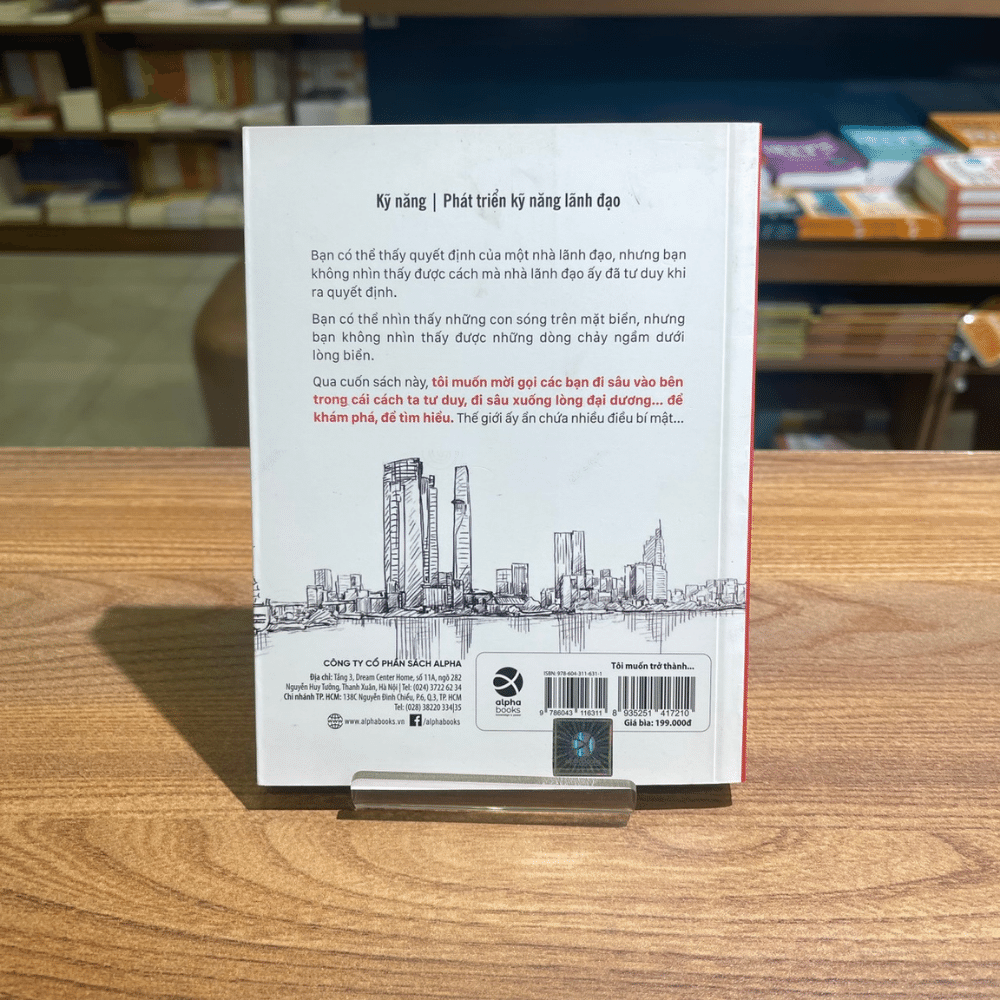 Kỹ năng | Phát triển kỹ năng lãnh đạo
Bạn có thể thấy quyết định của một nhà lãnh đạo, nhưng bạn
không nhìn thấy được cách mà nhà lãnh đạo ấy đã tư duy khi
ra quyết định.
Bạn có thể nhìn thấy những con sóng trên mặt biển, nhưng
bạn không nhìn thấy được những dòng chảy ngầm dưới
lòng biển.
Qua cuốn sách này, tôi muốn mời gọi các bạn đi sâu vào bên
trong cái cách ta tư duy, đi sâu xuống lòng đại dương... để
khám phá, để tìm hiểu. Thế giới ấy ẩn chứa nhiều điều bí mật...
CÔNG TY CỔ PHẦN SÁCH ALPHA
Địa chỉ: Tầng 3, Dream Center Home, số 11A, ngõ 282
Nguyễn Huy Tưởng, Thanh Xuân, Hà Nội | Tel: (024) 3722 62 34
Chi nhánh TP. HCM: 138C Nguyễn Đình Chiểu, P.6, Q.3, TP. HCM
Tel: (028) 38220 334|35
www.alphabooks.vn /alphabooks
alpha
books
ISBN: 978-604-311-631-1
9 786043 116311
Tôi muốn trở thành...
8 935251 417210
Giá bìa: 199.000đ